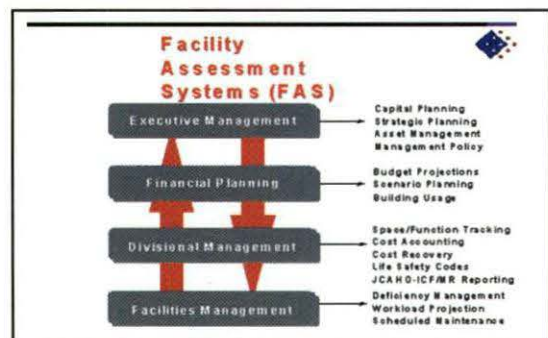 Facility
Assessment
Systems (FAS)
Executive Management
Capital Planning
Strategic Planning
Asset Management
Management Policy
Financial Planning
Budget Projections
Scenario Planning
Building Usage
Divisional Management
Space/Function Tracking
Cost Accounting
Cost Recovery
Life Safety Codes
JCAHO-ICF/MR Reporting
Facilities Management
Deficiency Management
Workload Projection
Scheduled Maintenance